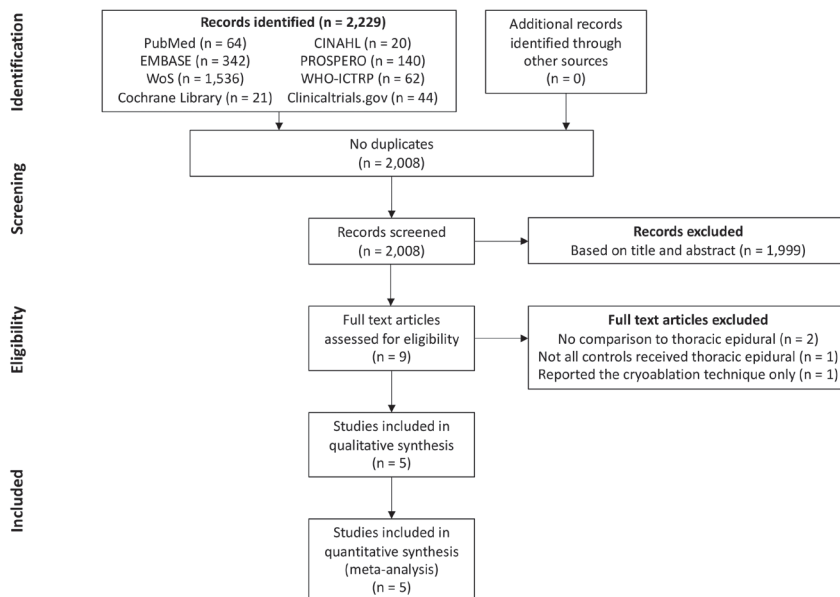 Identification
Records identified (n = 2,229)
PubMed (n = 64)
CINAHL (n = 20)
EMBASE (n = 342)
PROSPERO (n = 140)
WoS (n = 1,536)
WHO-ICTRP (n = 62)
Cochrane Library (n = 21)
Clinicaltrials.gov (n = 44)
Additional records
identified through
other sources
(n = 0)
Screening
No duplicates
(n = 2,008)
Records screened
(n = 2,008)
Records excluded
Based on title and abstract (n = 1,999)
Eligibility
Full text articles
assessed for eligibility
(n = 9)
Full text articles excluded
No comparison to thoracic epidural (n = 2)
Not all controls received thoracic epidural (n = 1)
Reported the cryoablation technique only (n = 1)
Included
Studies included in
qualitative synthesis
(n = 5)
Studies included in
quantitative synthesis
(meta-analysis)
(n = 5)